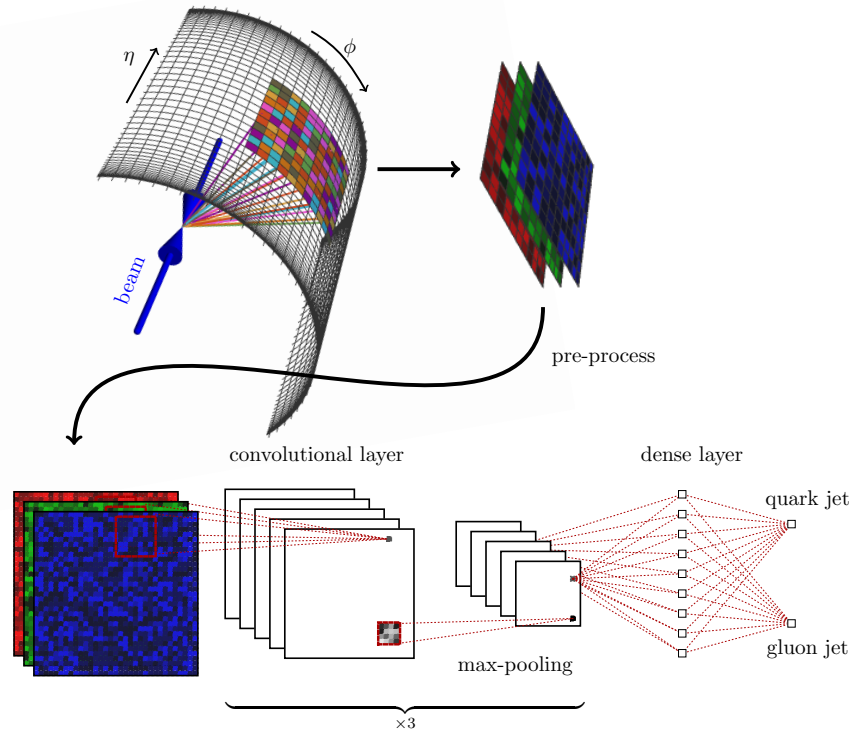 η
ϕ
beam
pre-process
convolutional layer
dense layer
quark jet
gluon jet
max-pooling
×3